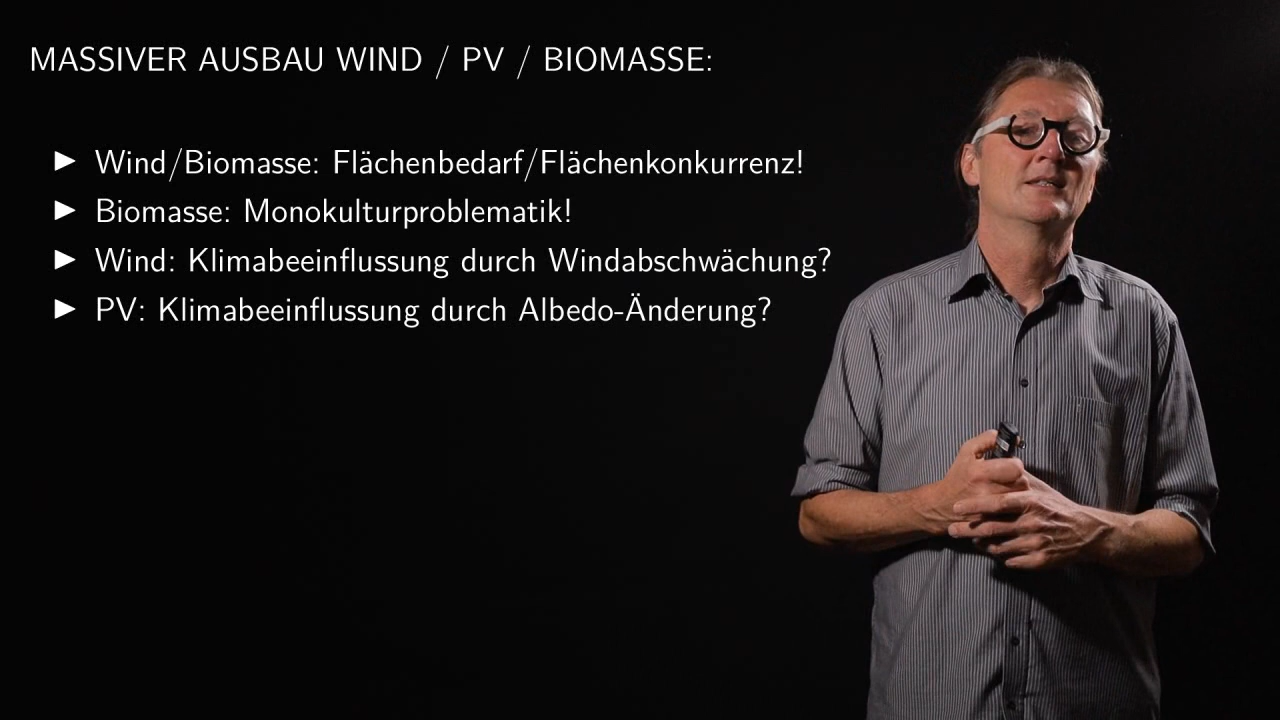 MASSIVER AUSBAU WIND / PV / BIOMASSE:
▶ Wind/Biomasse: Flächenbedarf/Flächenkonkurrenz!
▶ Biomasse: Monokulturproblematik!
▶ Wind: Klimabeeinflussung durch Windabschwächung?
▶ PV: Klimabeeinflussung durch Albedo-Änderung?